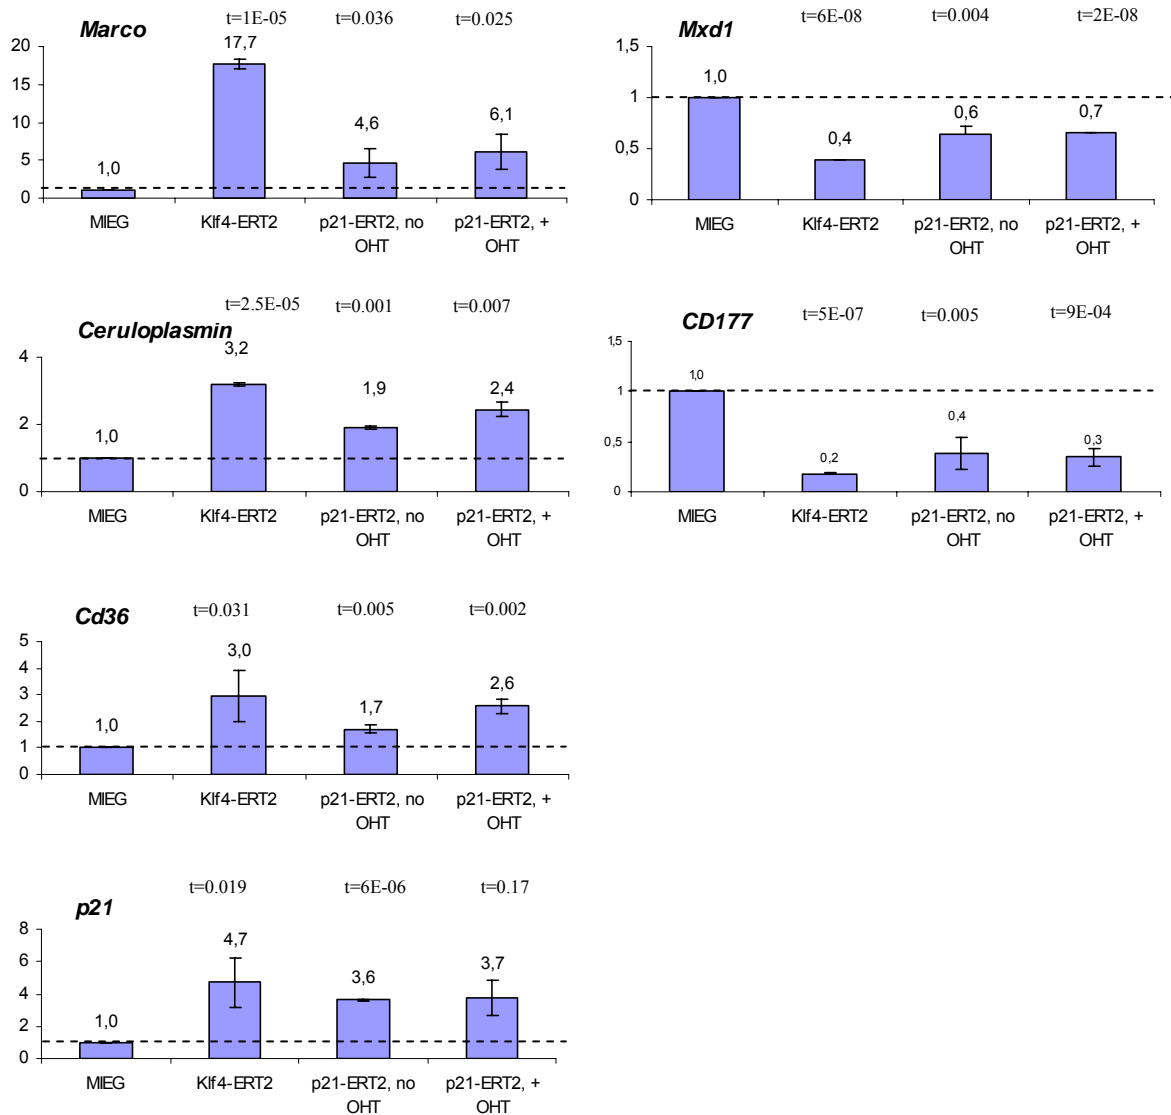 Marco
t=1E-05 t=0.036 t=0.025
20
15
10
5
0
1,0 17,7 4,6 6,1
MIEG Klf4-ERT2 p21-ERT2, no p21-ERT2, +
OHT OHT
Mxd1
t=6E-08 t=0.004 t=2E-08
1,5
1
0,5
0
1,0 0,4 0,6 0,7
MIEG Klf4-ERT2 p21-ERT2, no p21-ERT2, +
OHT OHT
Ceruloplasmin
t=2.5E-05 t=0.001 t=0.007
4
2
0
1,0 3,2 1,9 2,4
MIEG Klf4-ERT2 p21-ERT2, no p21-ERT2, +
OHT OHT
CD177
t=5E-07 t=0.005 t=9E-04
1,5
1
0,5
0
1,0 0,2 0,4 0,3
MIEG Klf4-ERT2 p21-ERT2, no p21-ERT2, +
OHT OHT
Cd36
t=0.031 t=0.005 t=0.002
5
4
3
2
1
0
1,0 3,0 1,7 2,6
MIEG Klf4-ERT2 p21-ERT2, no p21-ERT2, +
OHT OHT
p21
t=0.019 t=6E-06 t=0.17
8
6
4
2
0
1,0 4,7 3,6 3,7
MIEG Klf4-ERT2 p21-ERT2, no p21-ERT2, +
OHT OHT